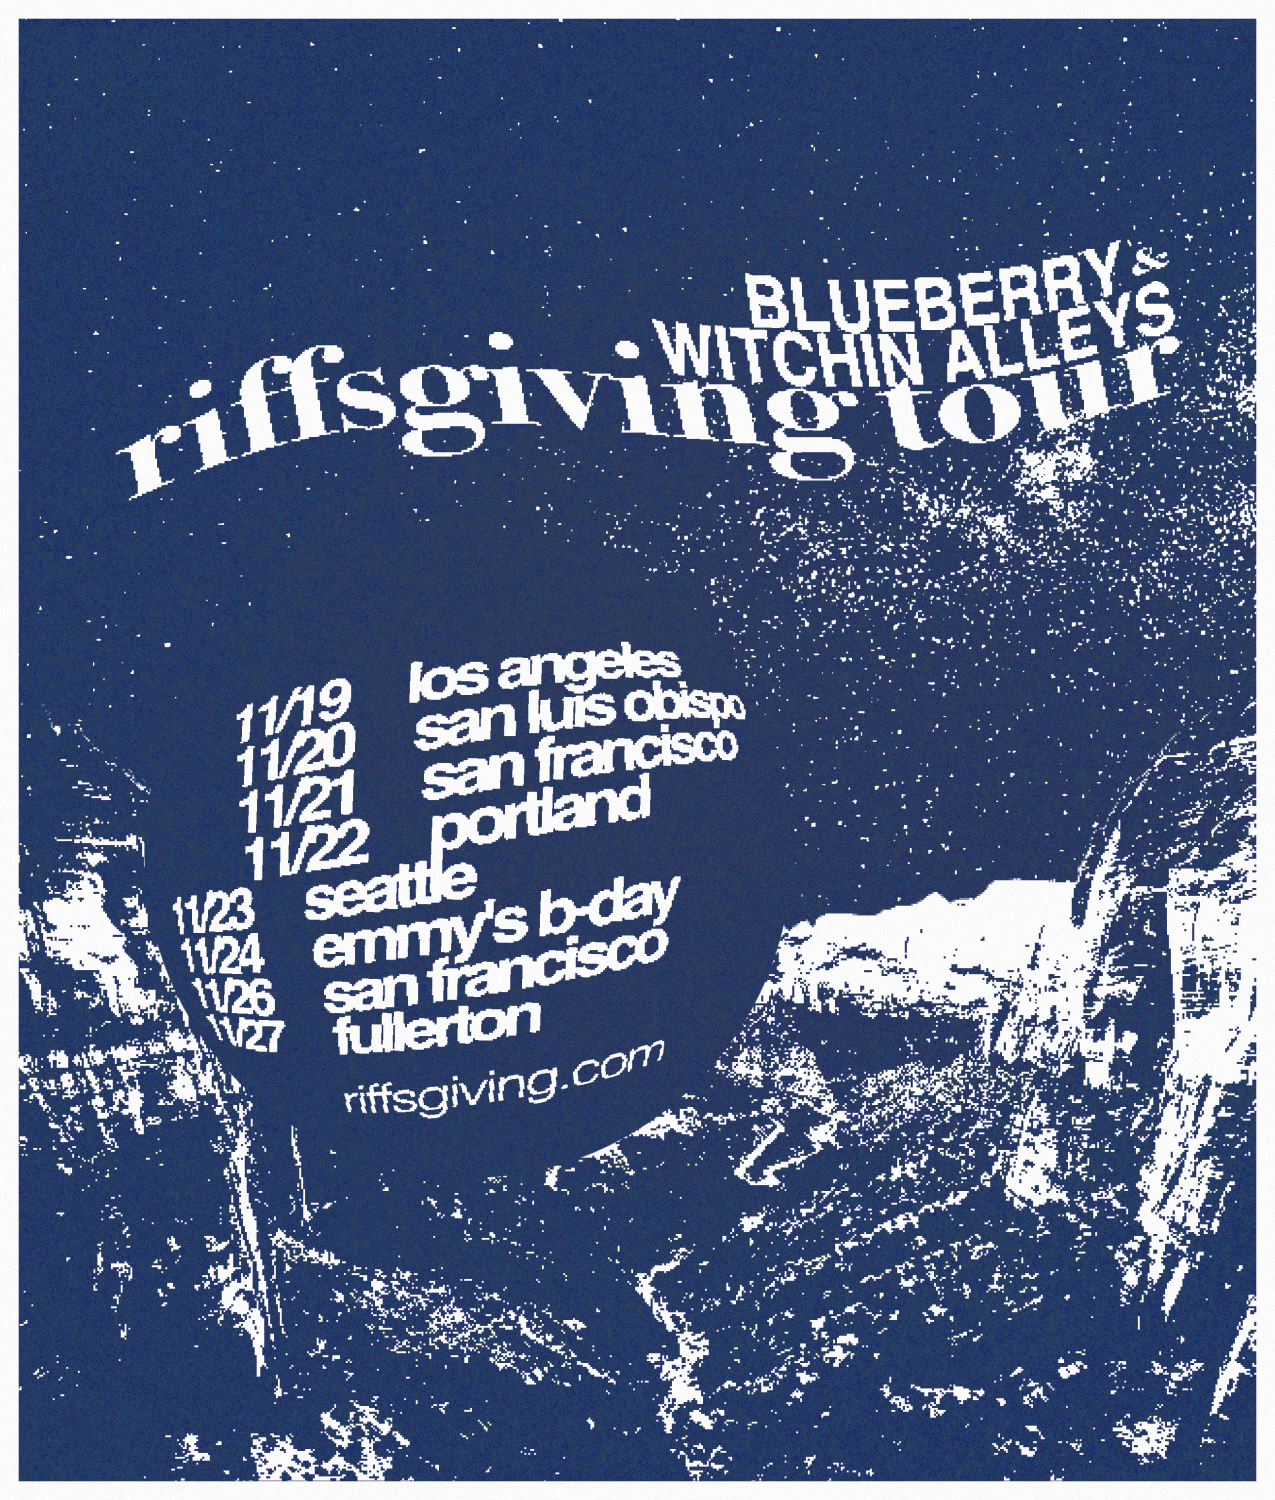 BLUEBERRY &
WITCHIN ALLEYS
riffsgiving tour
11/19 los angeles
11/20 san luis obispo
11/21 san francisco
11/22 portland
11/23 seattle
11/24 emmy's b-day
11/26 san francisco
11/27 fullerton
riffsgiving.com